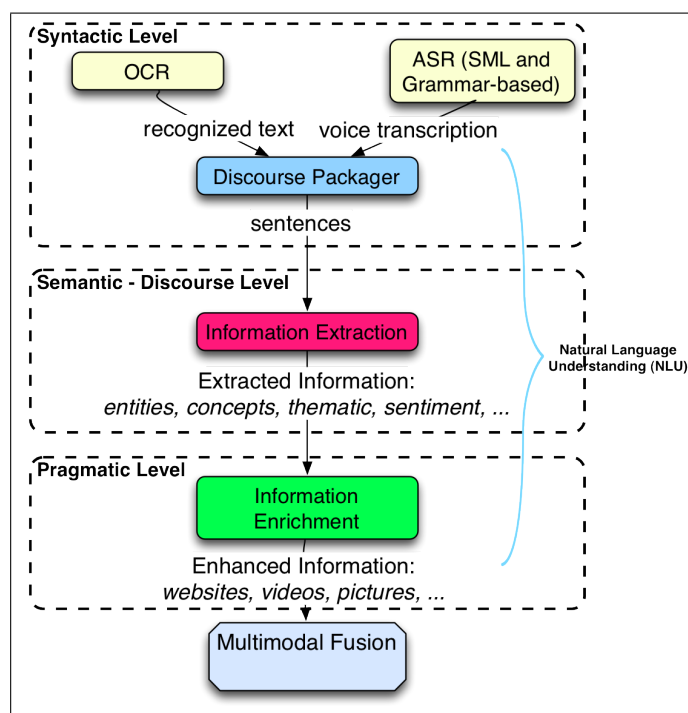 Syntactic Level
OCR
ASR (SML and
Grammar-based)
recognized text
voice transcription
Discourse Packager
sentences
Semantic - Discourse Level
Information Extraction
Natural Language
Understanding (NLU)
Extracted Information:
entities, concepts, thematic, sentiment, ...
Pragmatic Level
Information
Enrichment
Enhanced Information:
websites, videos, pictures, ...
Multimodal Fusion